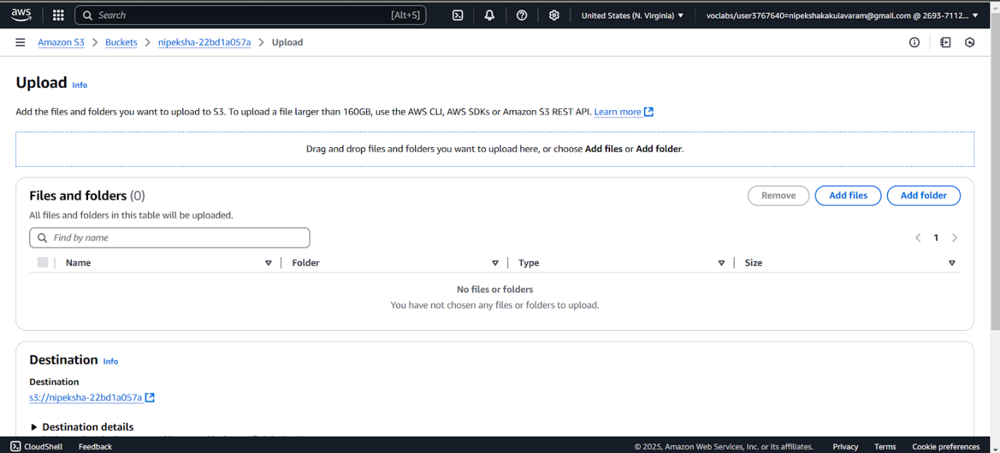 aws Search [Alt+S] United States (N. Virginia) voclabs/user3767640=nipekshakakulavaram@gmail.com @ 2693-7112...
Amazon S3 > Buckets > nipeksha-22bd1a057a > Upload
Upload Info
Add the files and folders you want to upload to S3. To upload a file larger than 160GB, use the AWS CLI, AWS SDKs or Amazon S3 REST API. Learn more
Drag and drop files and folders you want to upload here, or choose Add files or Add folder.
Files and folders (0) Remove Add files Add folder
All files and folders in this table will be uploaded.
Find by name 1
Name Folder Type Size
No files or folders
You have not chosen any files or folders to upload.
Destination Info
Destination
s3://nipeksha-22bd1a057a
Destination details
CloudShell Feedback © 2025, Amazon Web Services, Inc. or its affiliates. Privacy Terms Cookie preferences